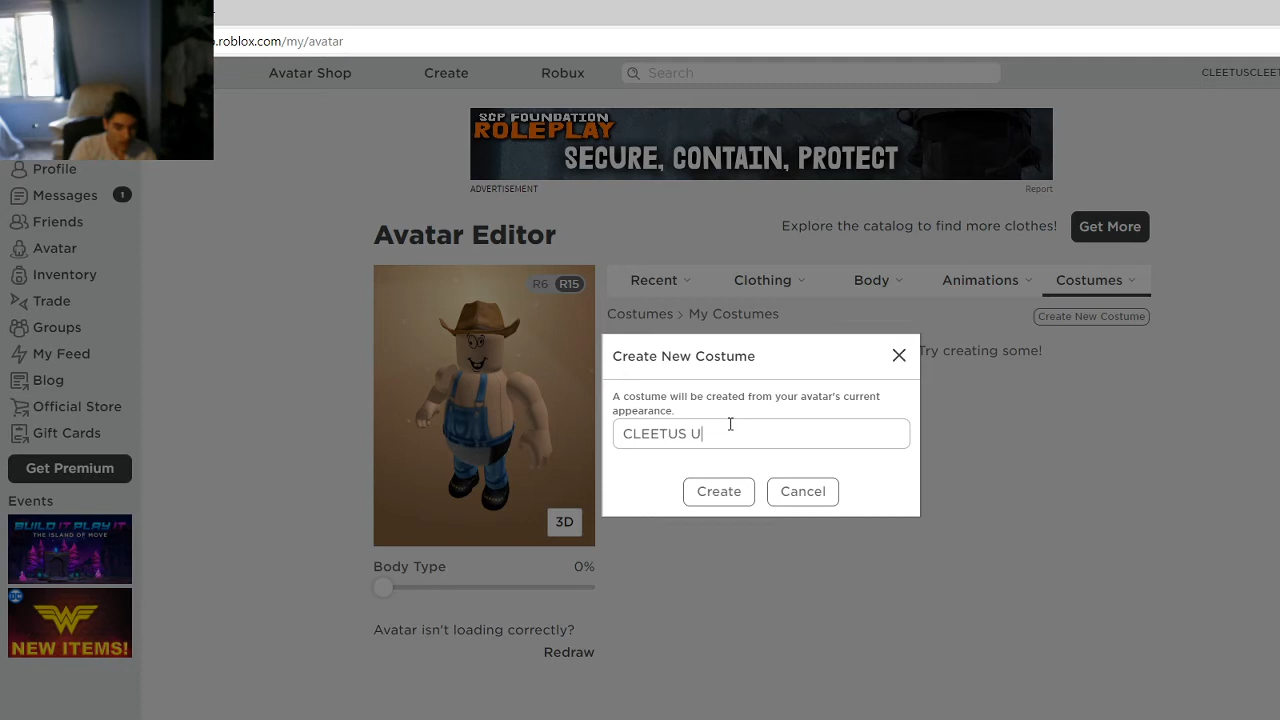 .roblox.com/my/avatar
Avatar Shop
Create
Robux
Search
CLEETUSCLEET
SCP FOUNDATION
ROLEPLAY
SECURE, CONTAIN, PROTECT
ADVERTISEMENT
Report
Profile
Messages
1
Friends
Avatar
Inventory
Trade
Groups
My Feed
Blog
Official Store
Gift Cards
Get Premium
Events
BUILD IT PLAY IT
THE ISLAND OF MOVE
DC
NEW ITEMS!
Avatar Editor
Explore the catalog to find more clothes!
Get More
R6
R15
3D
Body Type
0%
Avatar isn't loading correctly?
Redraw
Recent
Clothing
Body
Animations
Costumes
Costumes > My Costumes
Create New Costume
Try creating some!
Create New Costume
A costume will be created from your avatar's current
appearance.
CLEETUS U
Create
Cancel